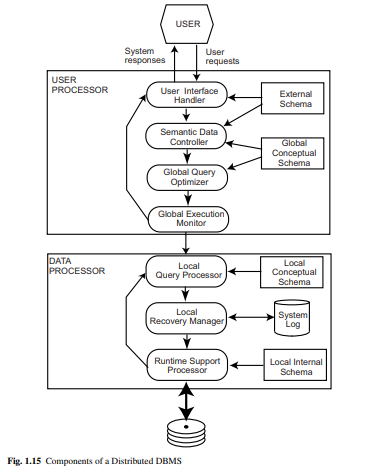 USER
System
responses
User
requests
USER
PROCESSOR
User Interface
Handler
External
Schema
Semantic Data
Controller
Global
Conceptual
Schema
Global Query
Optimizer
Global Execution
Monitor
DATA
PROCESSOR
Local
Query Processor
Local
Conceptual
Schema
Local
Recovery Manager
System
Log
Runtime Support
Processor
Local Internal
Schema
Fig. 1.15 Components of a Distributed DBMS